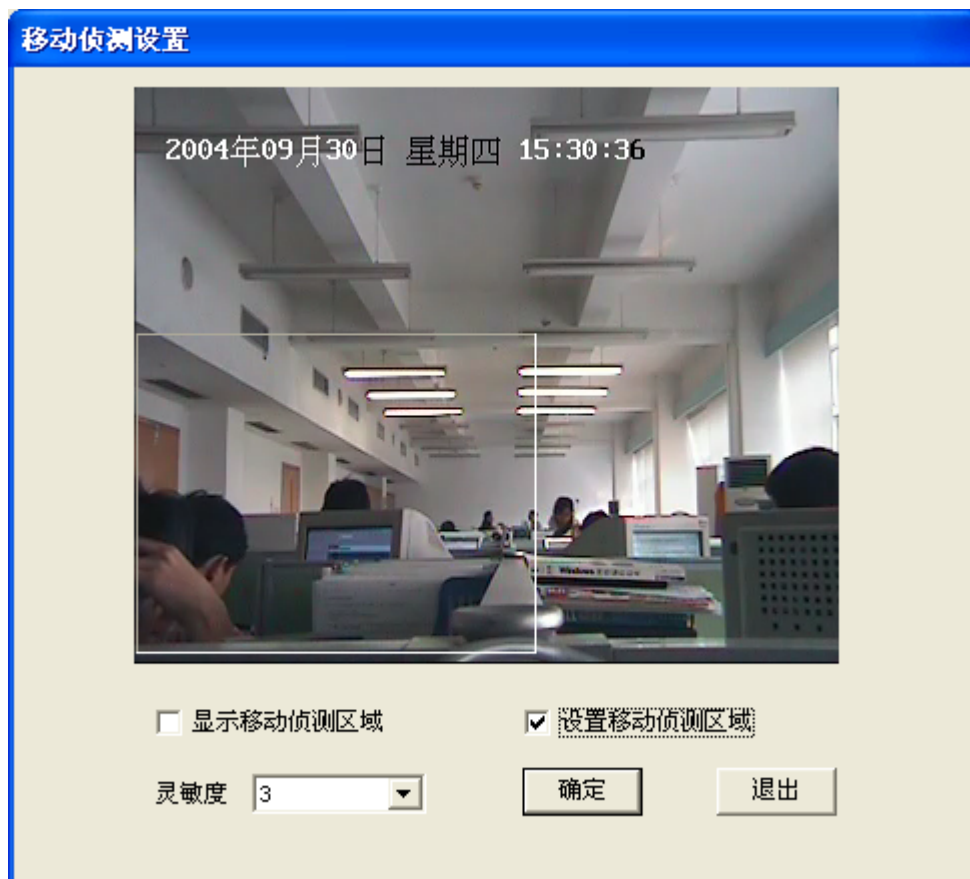 移动侦测设置
2004年09月30日 星期四 15:30:36
Windows
显示移动侦测区域
设置移动侦测区域
灵敏度 3
确定
退出